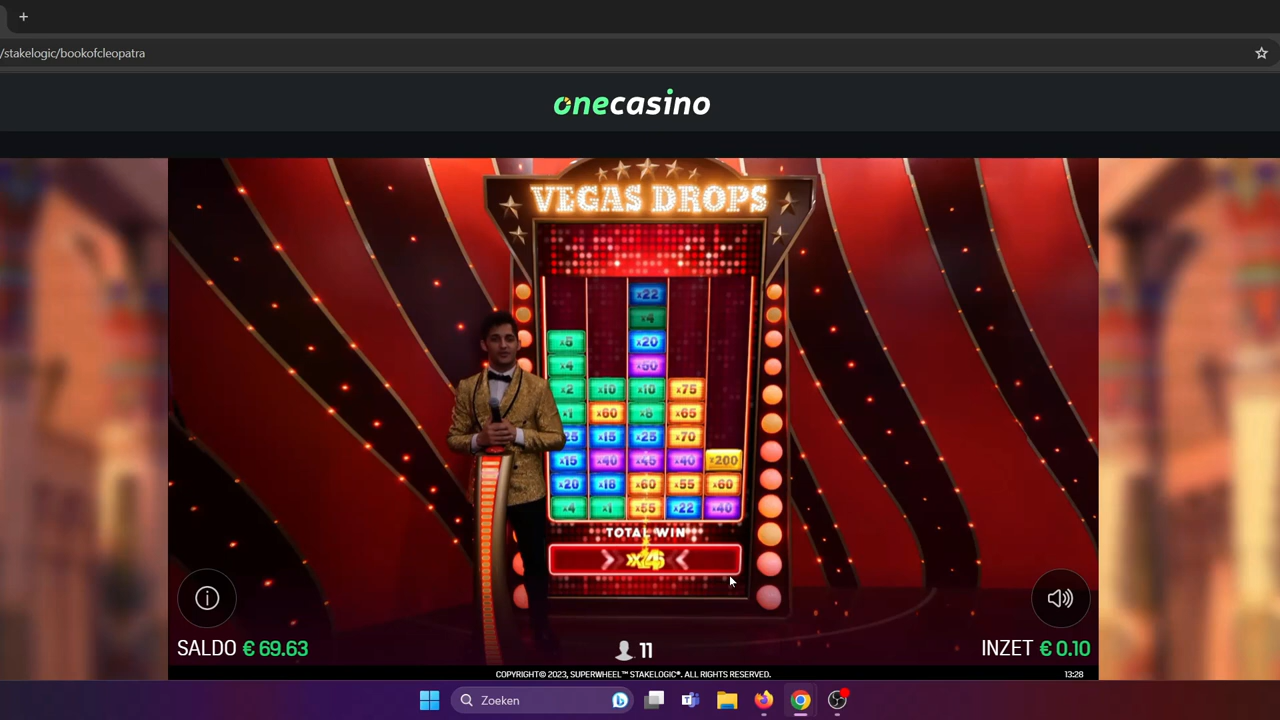 /stakelogic/bookofcleopatra
onecasino
VEGAS DROPS
x22
x4
x5 x20
x4 x50
x2 x10 x10 x75
x1 x60 x8 x65
x15 x25 x70
x15 x40 x45 x40 x200
x20 x18 x60 x55 x60
x4 x1 x55 x22 x40
TOTAL WIN
SALDO € 69.63
11
INZET € 0.10
COPYRIGHT© 2023, SUPERWHEEL™ STAKELOGIC®. ALL RIGHTS RESERVED.
13:28
Zoeken